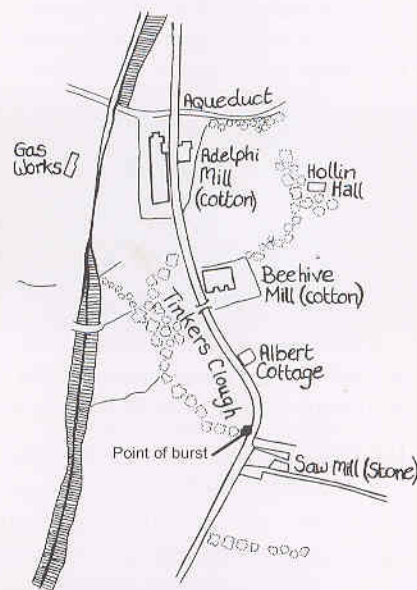 Aqueduct
Gas
Works
Adelphi
Mill
(cotton)
Hollin
Hall
Beehive
Mill (cotton)
Tinkers Clough
Albert
Cottage
Point of burst
Saw Mill (Stone)